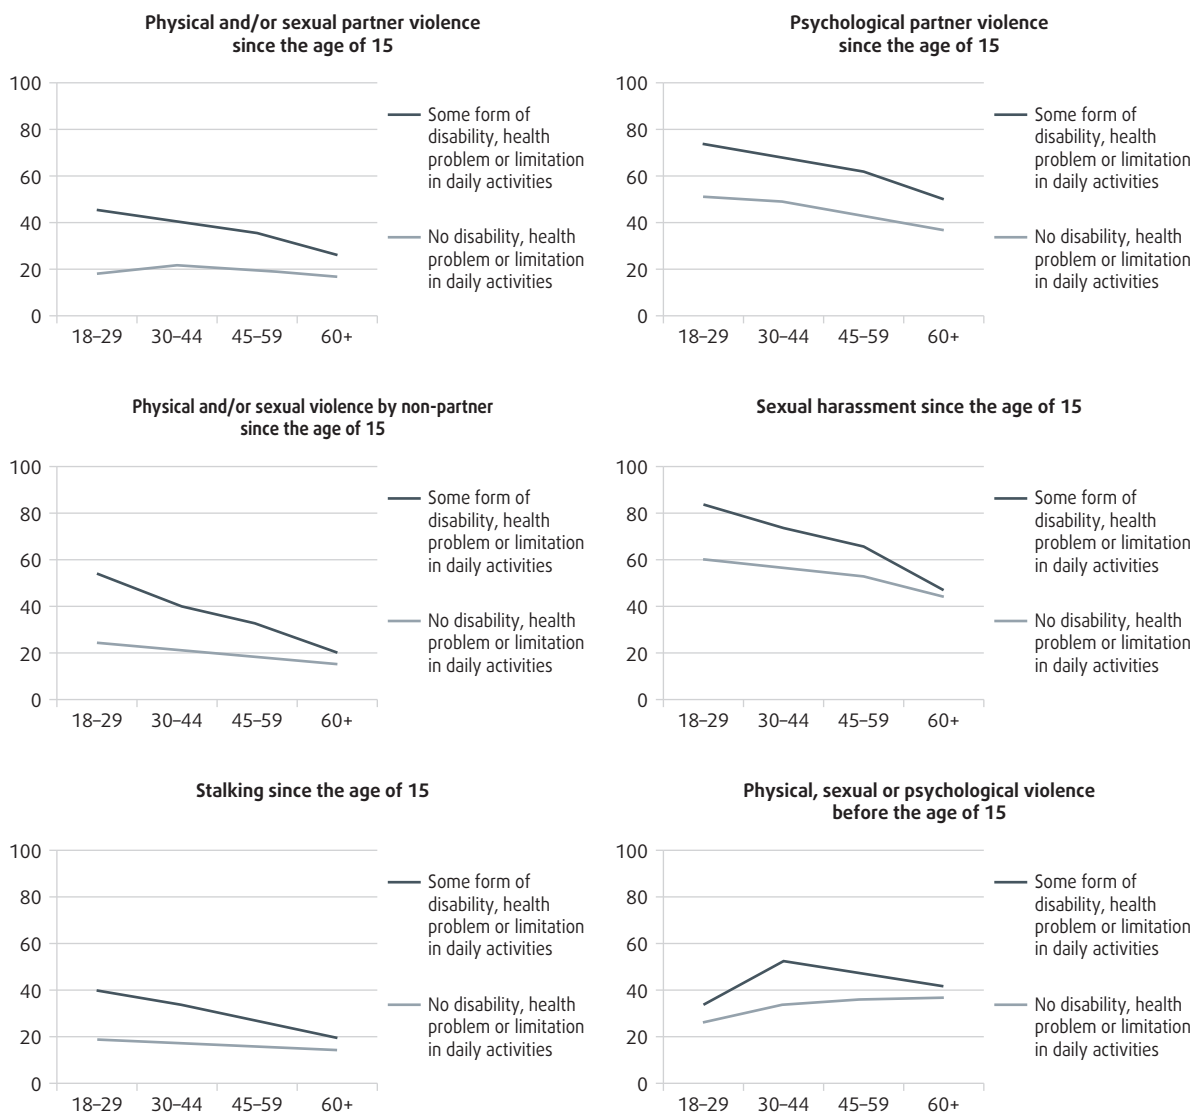 Physical and/or sexual partner violence
since the age of 15
100
80
60
40
20
0
18–29 30–44 45–59 60+
Some form of
disability, health
problem or limitation
in daily activities
No disability, health
problem or limitation
in daily activities
Psychological partner violence
since the age of 15
100
80
60
40
20
0
18–29 30–44 45–59 60+
Some form of
disability, health
problem or limitation
in daily activities
No disability, health
problem or limitation
in daily activities
Physical and/or sexual violence by non-partner
since the age of 15
100
80
60
40
20
0
18–29 30–44 45–59 60+
Some form of
disability, health
problem or limitation
in daily activities
No disability, health
problem or limitation
in daily activities
Sexual harassment since the age of 15
100
80
60
40
20
0
18–29 30–44 45–59 60+
Some form of
disability, health
problem or limitation
in daily activities
No disability, health
problem or limitation
in daily activities
Stalking since the age of 15
100
80
60
40
20
0
18–29 30–44 45–59 60+
Some form of
disability, health
problem or limitation
in daily activities
No disability, health
problem or limitation
in daily activities
Physical, sexual or psychological violence
before the age of 15
100
80
60
40
20
0
18–29 30–44 45–59 60+
Some form of
disability, health
problem or limitation
in daily activities
No disability, health
problem or limitation
in daily activities